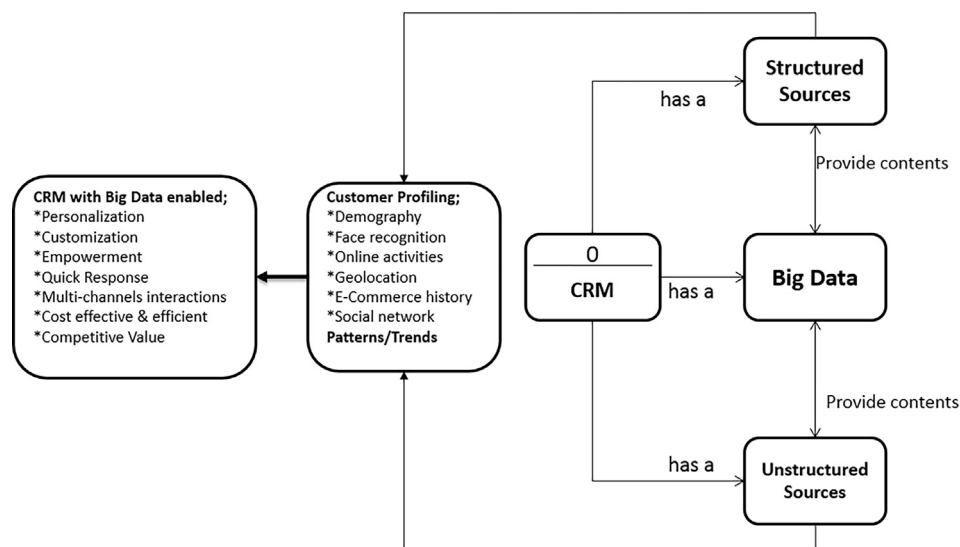 CRM with Big Data enabled;
*Personalization
*Customization
*Empowerment
*Quick Response
*Multi-channels interactions
*Cost effective & efficient
*Competitive Value
Customer Profiling;
*Demography
*Face recognition
*Online activities
*Geolocation
*E-Commerce history
*Social network
Patterns/Trends
0
CRM
has a
has a
has a
Structured
Sources
Provide contents
Big Data
Provide contents
Unstructured
Sources